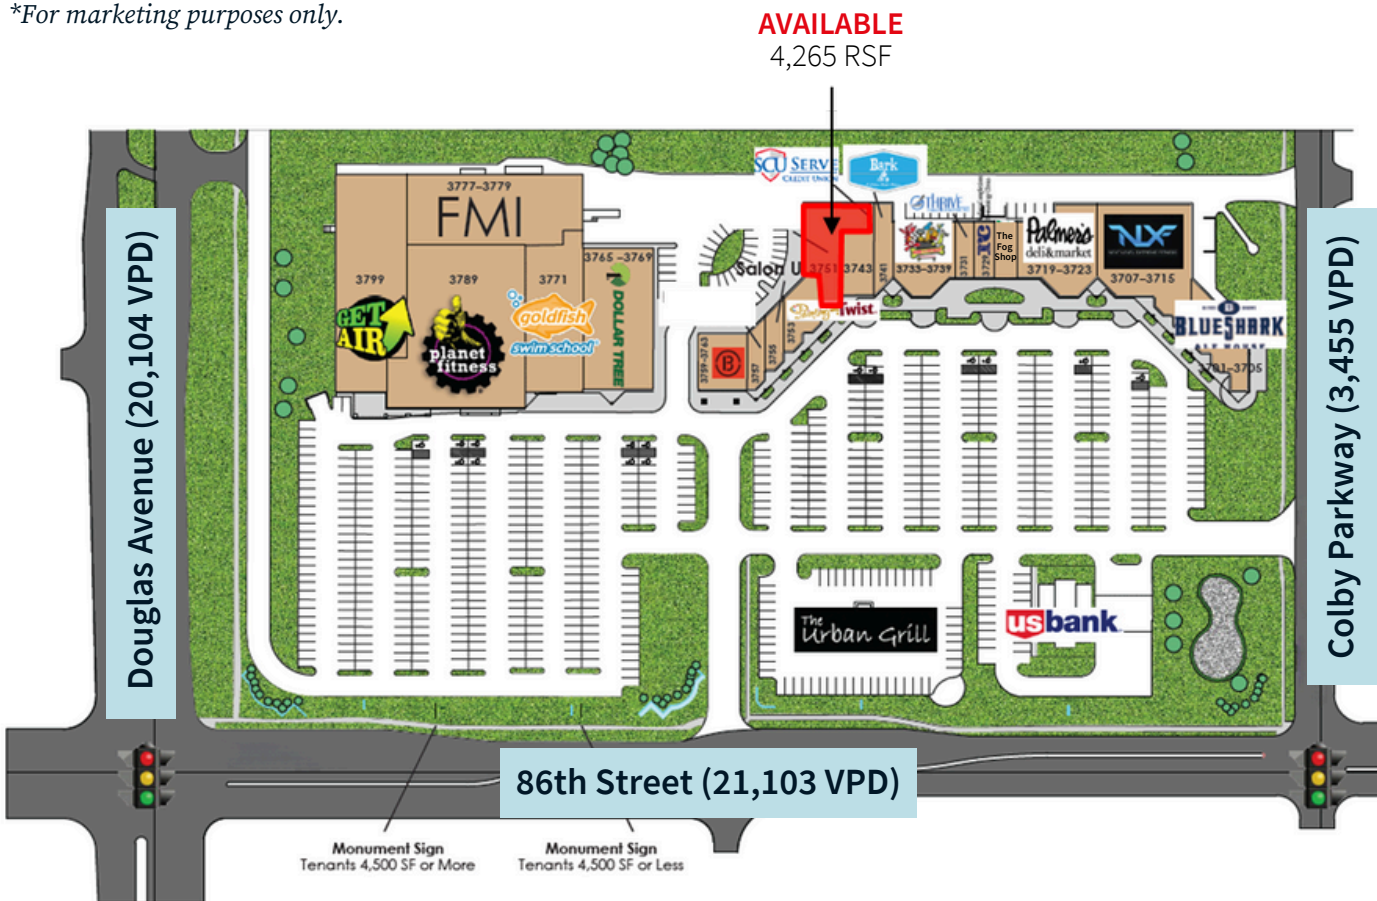 *For marketing purposes only.
AVAILABLE
4,265 RSF
SCU SERVE
CREDIT UNION
Bark
THRIVE
3777–3779
FMI
3765 –3769
3799
3789
3771
GET
AIR
planet
fitness
goldfish
swim school
DOLLAR TREE
Salon U
3751
3743
3741
3733–3739
3731
3729
The
Fog
Shop
Palmer's
deli&market
3719–3723
NXF
3707–3715
Twist
BLUESHARK
ALE HOUSE
3701–3705
3753
3755
3757
3759–3763
B
Douglas Avenue (20,104 VPD)
Colby Parkway (3,455 VPD)
The
Urban Grill
usbank
86th Street (21,103 VPD)
Monument Sign
Tenants 4,500 SF or More
Monument Sign
Tenants 4,500 SF or Less